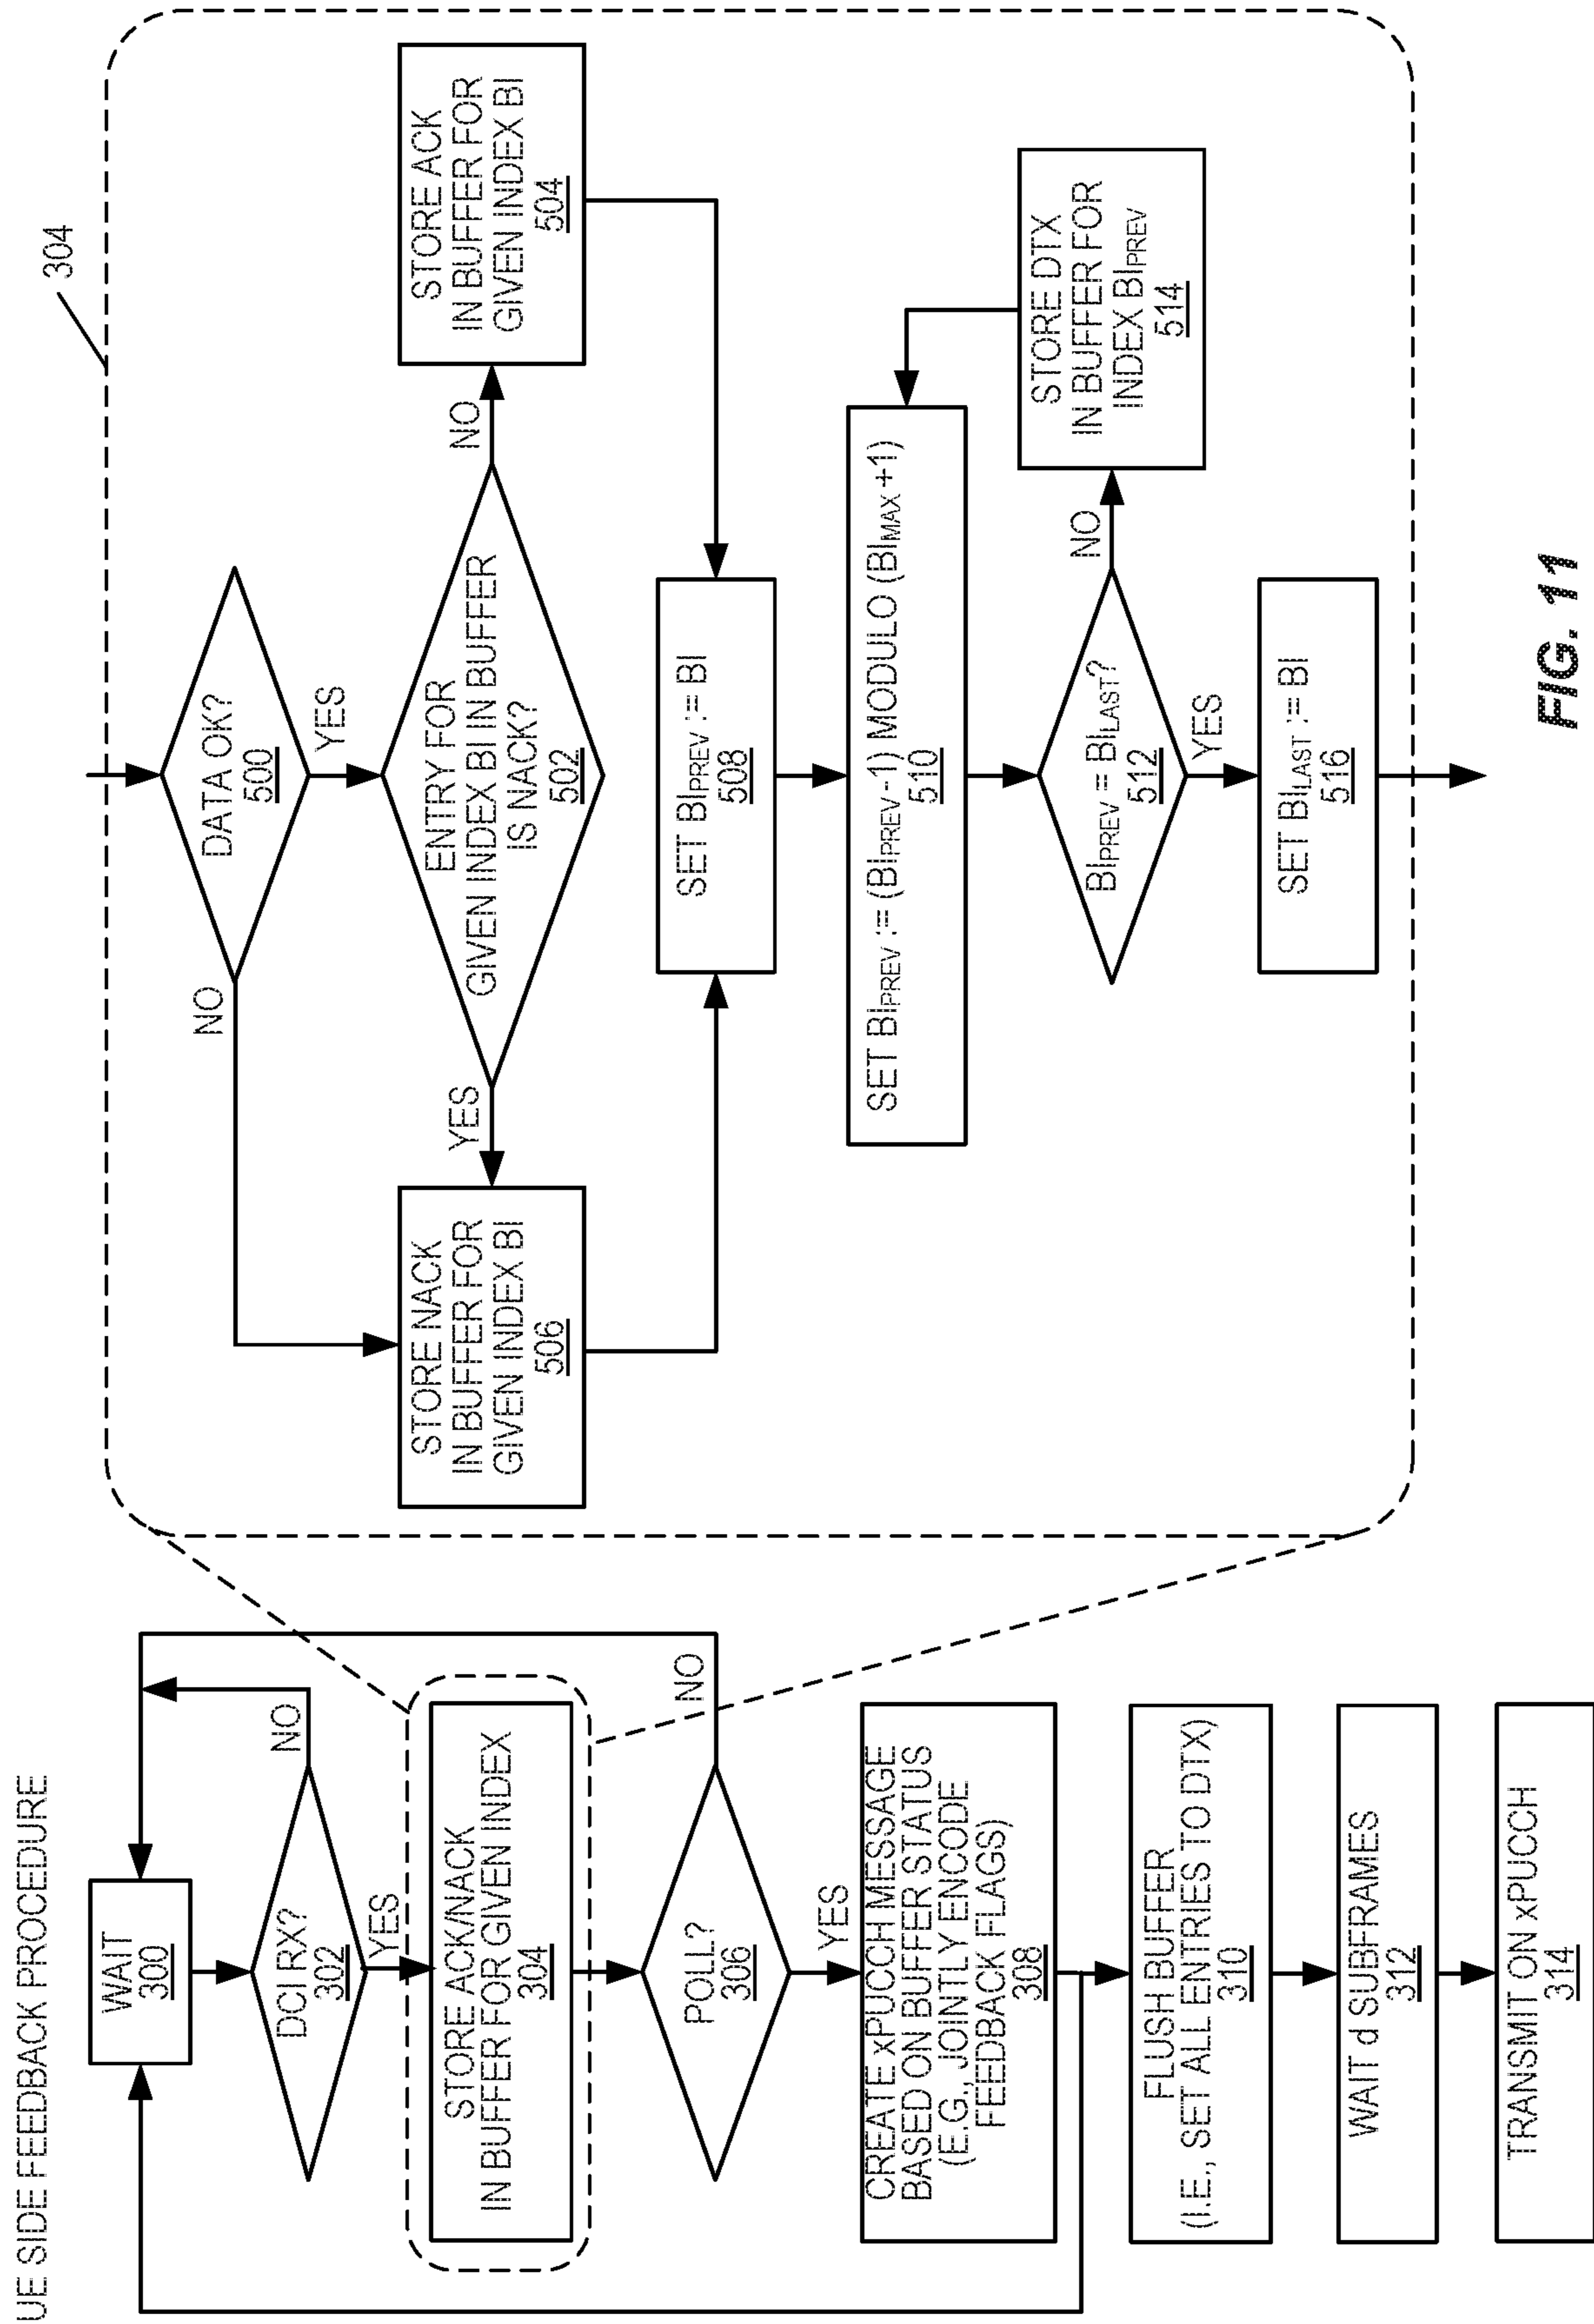 UE SIDE FEEDBACK PROCEDURE
WAIT
300
DCI RX?
302
NO
YES
STORE ACK/NACK
IN BUFFER FOR GIVEN INDEX
304
POLL?
306
NO
YES
CREATE xPUCCH MESSAGE
BASED ON BUFFER STATUS
(E.G., JOINTLY ENCODE
FEEDBACK FLAGS)
308
FLUSH BUFFER
(I.E., SET ALL ENTRIES TO DTX)
310
WAIT d SUBFRAMES
312
TRANSMIT ON xPUCCH
314
304
DATA OK?
500
NO
YES
ENTRY FOR
GIVEN INDEX BI IN BUFFER
IS NACK?
502
YES
NO
STORE NACK
IN BUFFER FOR
GIVEN INDEX BI
506
STORE ACK
IN BUFFER FOR
GIVEN INDEX BI
504
SET BIPREV := BI
508
SET BIPREV := (BIPREV-1) MODULO (BIMAX+1)
510
BIPREV = BILAST?
512
NO
YES
STORE DTX
IN BUFFER FOR
INDEX BIPREV
514
SET BILAST := BI
516
FIG. 11